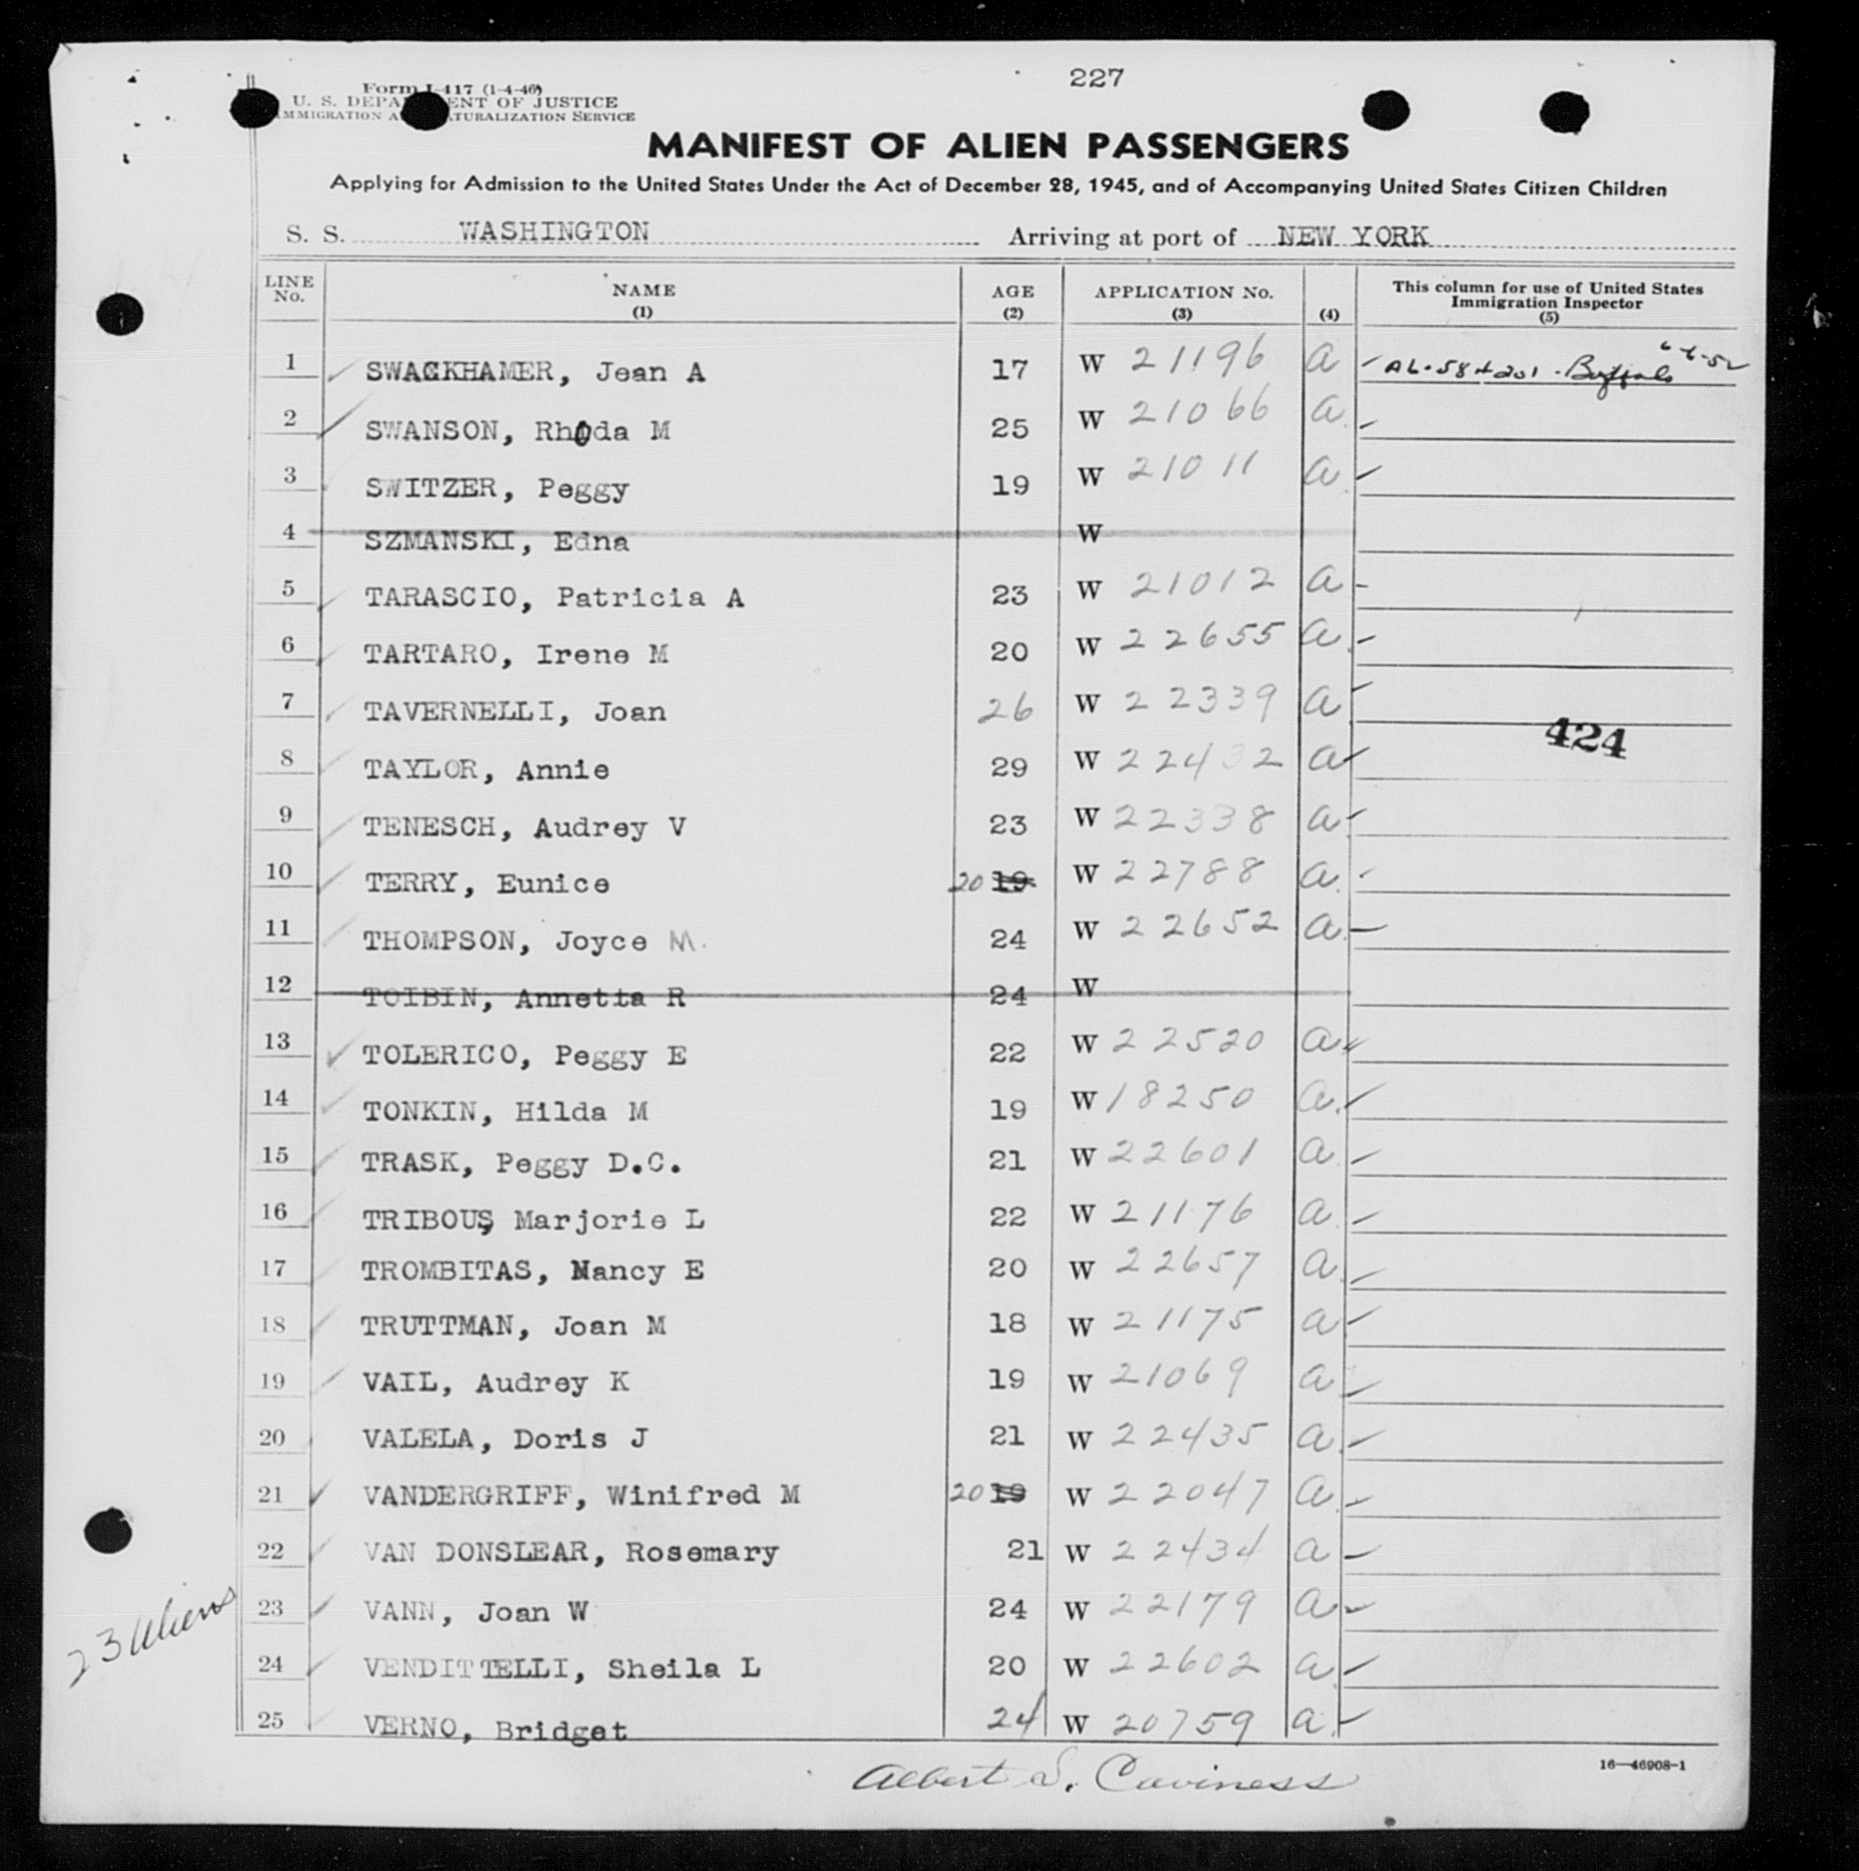 227
Form I-417 (1-4-46)
U. S. DEPA ENT OF JUSTICE
IMMIGRATION A TURALIZATION SERVICE
MANIFEST OF ALIEN PASSENGERS
Applying for Admission to the United States Under the Act of December 28, 1945, and of Accompanying United States Citizen Children
S. S. WASHINGTON Arriving at port of NEW YORK
LINE No. NAME (1) AGE (2) APPLICATION No. (3) (4) This column for use of United States Immigration Inspector (5)
1 SWACKHAMER, Jean A 17 W 21196 a Buffalo 6-6-52
2 SWANSON, Rhoda M 25 W 21066 a
3 SWITZER, Peggy 19 W 21011 a
4 SZMANSKI, Edna W
5 TARASCIO, Patricia A 23 W 21012 a
6 TARTARO, Irene M 20 W 22655 a
7 TAVERNELLI, Joan 26 W 22339 a
424
8 TAYLOR, Annie 29 W 22432 a
9 TENESCH, Audrey V 23 W 22338 a
10 TERRY, Eunice 20 19 W 22788 a
11 THOMPSON, Joyce M. 24 W 22652 a
12 TOIBIN, Annetta R 24 W
13 TOLERICO, Peggy E 22 W 22520 a
14 TONKIN, Hilda M 19 W 18250 a
15 TRASK, Peggy D.C. 21 W 22601 a
16 TRIBOUS, Marjorie L 22 W 21176 a
17 TROMBITAS, Nancy E 20 W 22657 a
18 TRUTTMAN, Joan M 18 W 21175 a
19 VAIL, Audrey K 19 W 21069 a
20 VALELA, Doris J 21 W 22435 a
21 VANDERGRIFF, Winifred M 20 19 W 22047 a
22 VAN DONSLEAR, Rosemary 21 W 22434 a
23 VANN, Joan W 24 W 22179 a
24 VENDITTELLI, Sheila L 20 W 22602 a
25 VERNO, Bridget 24 W 20759 a
23 Aliens
Albert S. Caviness
16—46908-1